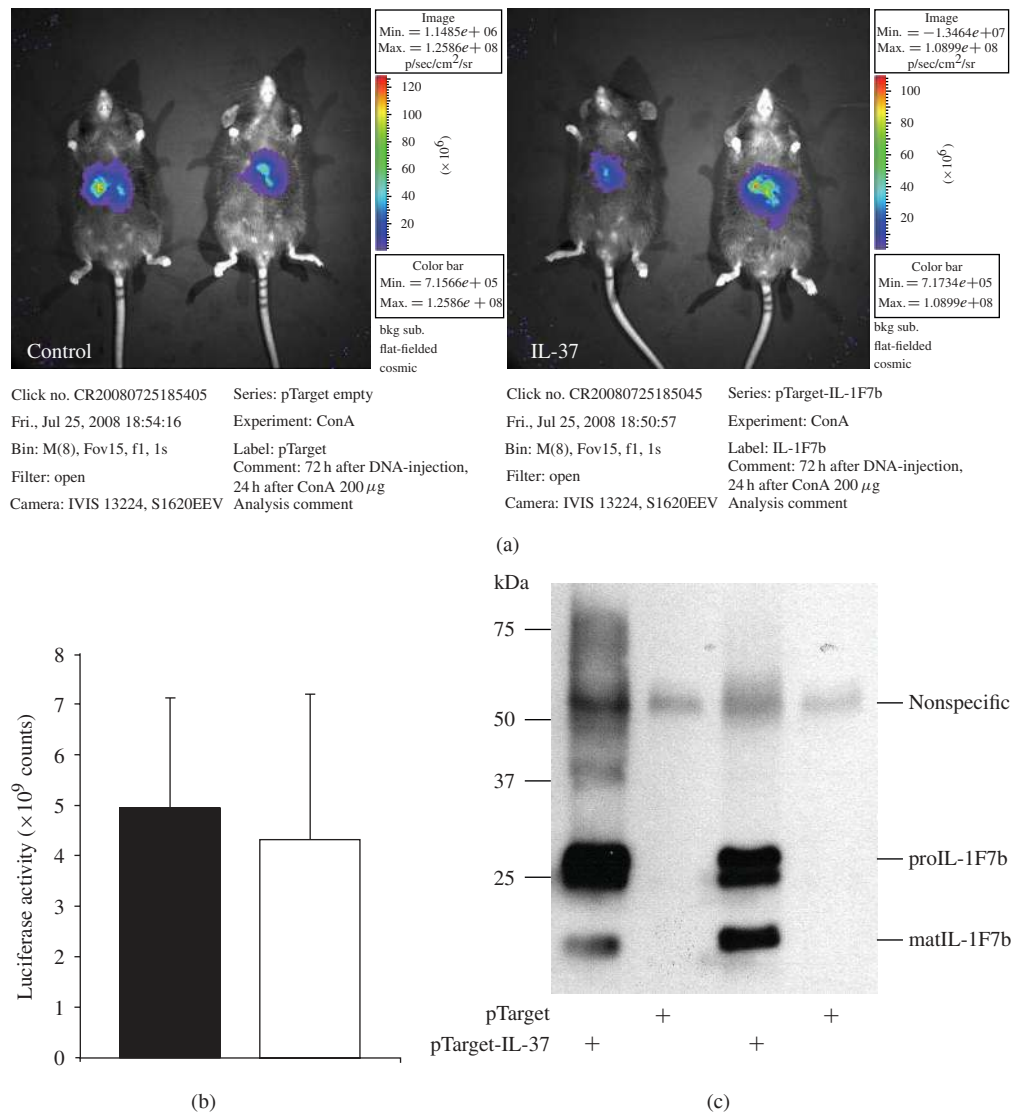 Image
Min. = 1.1485e+ 06
Max. = 1.2586e+ 08
p/sec/cm²/sr
120
100
80
60
40
20
(×10⁶)
Color bar
Min. = 7.1566e + 05
Max. = 1.2586e + 08
bkg sub.
flat-fielded
cosmic
Control
Click no. CR20080725185405
Fri., Jul 25, 2008 18:54:16
Bin: M(8), Fov15, f1, 1s
Filter: open
Camera: IVIS 13224, S1620EEV
Series: pTarget empty
Experiment: ConA
Label: pTarget
Comment: 72 h after DNA-injection,
24 h after ConA 200 μg
Analysis comment
Image
Min. = −1.3464e+07
Max. = 1.0899e+ 08
p/sec/cm²/sr
100
80
60
40
20
(×10⁶)
Color bar
Min. = 7.1734e+05
Max. = 1.0899e+08
bkg sub.
flat-fielded
cosmic
IL-37
Click no. CR20080725185045
Fri., Jul 25, 2008 18:50:57
Bin: M(8), Fov15, f1, 1s
Filter: open
Camera: IVIS 13224, S1620EEV
Series: pTarget-IL-1F7b
Experiment: ConA
Label: IL-1F7b
Comment: 72 h after DNA-injection,
24 h after ConA 200 μg
Analysis comment
(a)
8
7
6
5
4
3
2
1
0
Luciferase activity (×10⁹ counts)
(b)
kDa
75
50
37
25
Nonspecific
proIL-1F7b
matIL-1F7b
pTarget + +
pTarget-IL-37 + +
(c)